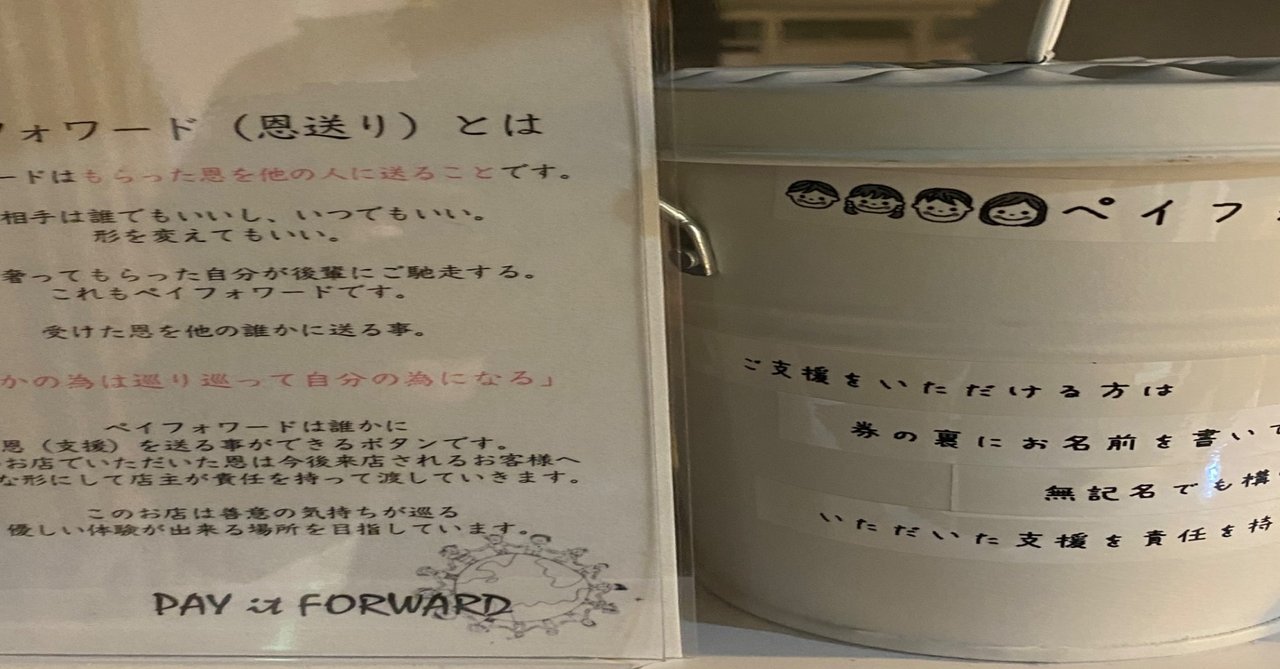 フォワード（恩送り）とは
ードはもらった恩を他の人に送ることです。
相手は誰でもいいし、いつでもいい。
形を変えてもいい。
奢ってもらった自分が後輩にご馳走する。
これもペイフォワードです。
受けた恩を他の誰かに送る事。
かの為は巡り巡って自分の為になる」
ペイフォワードは誰かに
恩（支援）を送る事ができるボタンです。
お店でいただいた恩は今後来店されるお客様へ
な形にして店主が責任を持って渡していきます。
このお店は善意の気持ちが巡る
優しい体験が出来る場所を目指しています。
PAY it FORWARD
ペイフ
ご支援をいただける方は
券の裏にお名前を書いて
無記名でも構
いただいた支援を責任を持